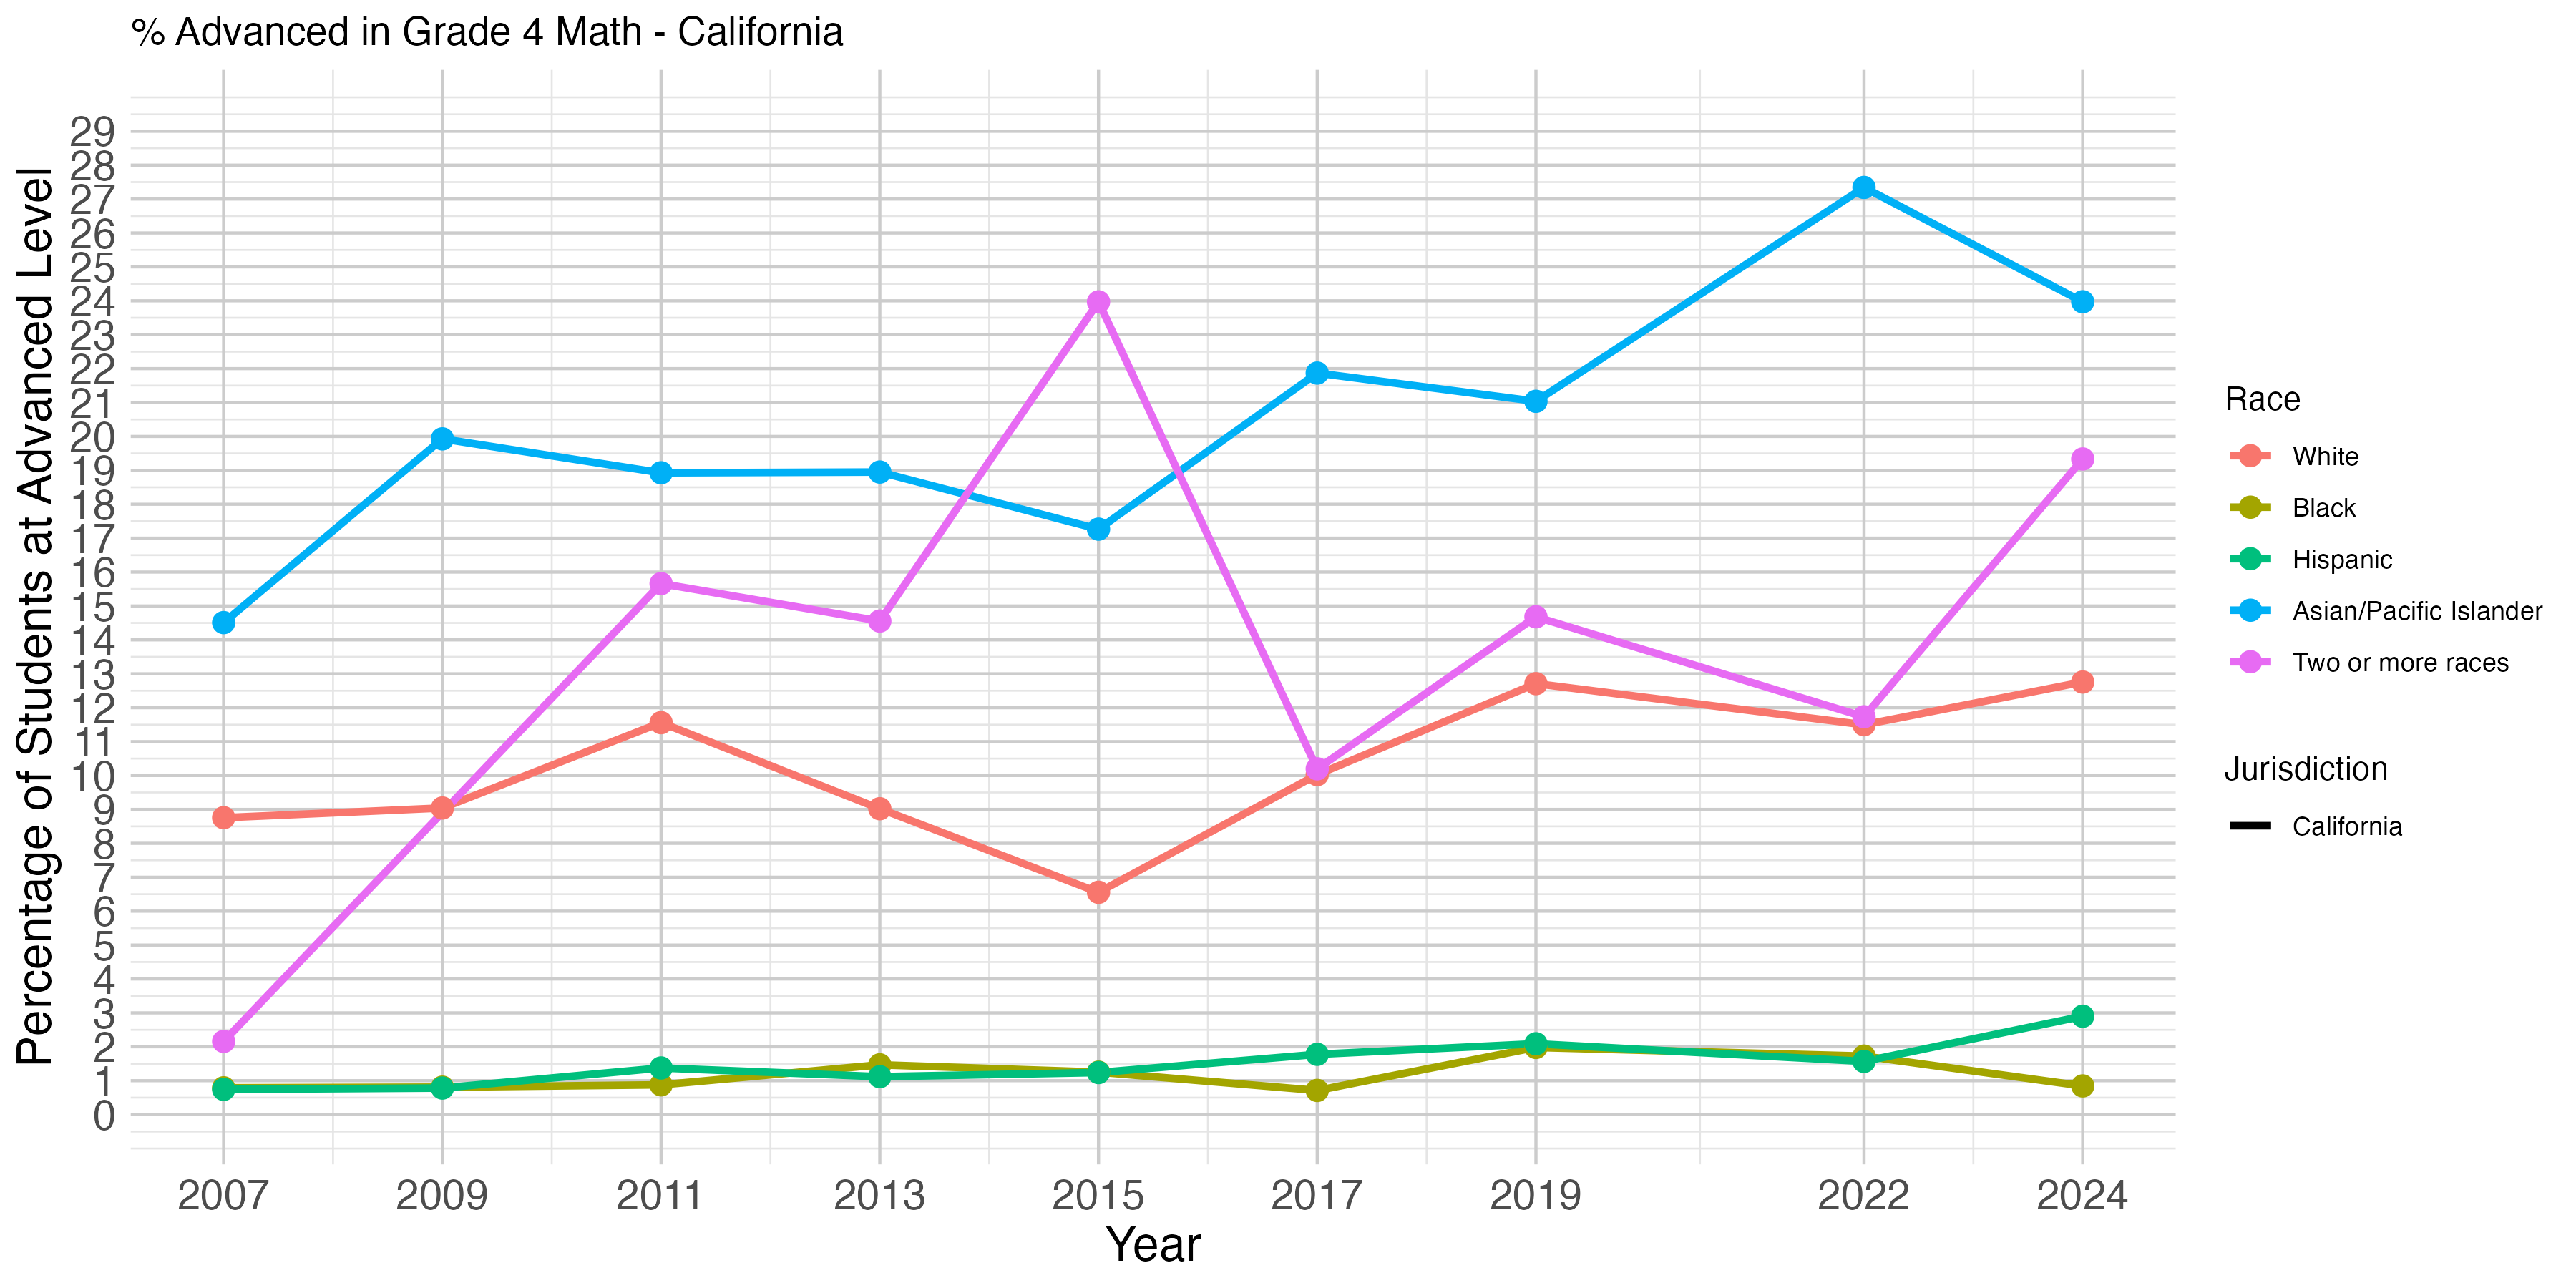 % Advanced in Grade 4 Math - California
Percentage of Students at Advanced Level
29
28
27
26
25
24
23
22
21
20
19
18
17
16
15
14
13
12
11
10
9
8
7
6
5
4
3
2
1
0
2007 2009 2011 2013 2015 2017 2019 2022 2024
Year
Race
White
Black
Hispanic
Asian/Pacific Islander
Two or more races
Jurisdiction
California